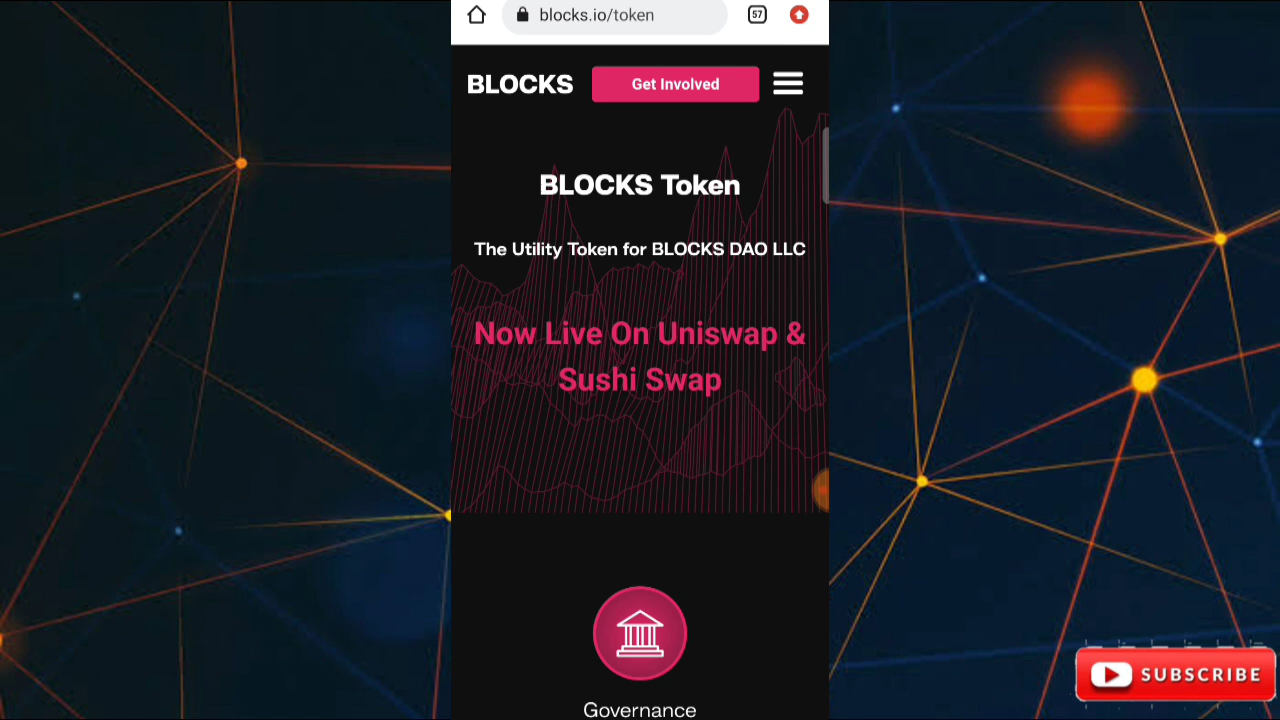 blocks.io/token
57
BLOCKS
Get Involved
BLOCKS Token
The Utility Token for BLOCKS DAO LLC
Now Live On Uniswap &
Sushi Swap
Governance
SUBSCRIBE